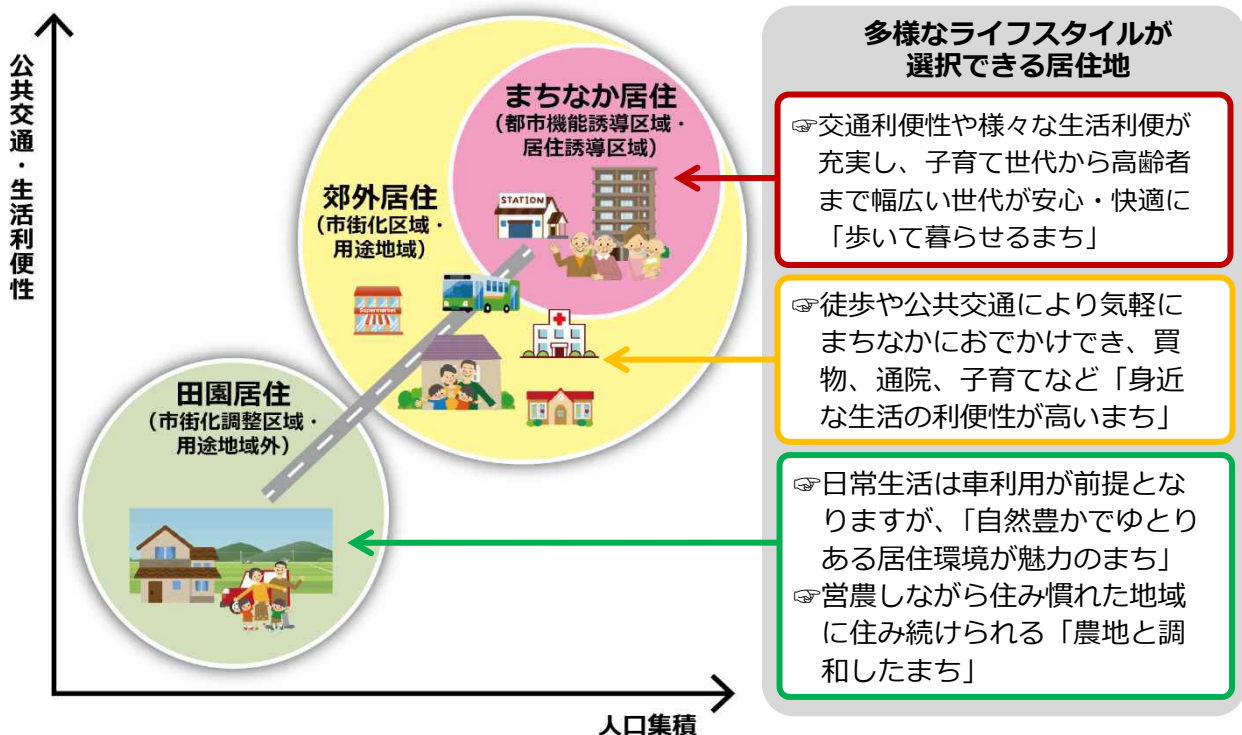 公共交通・生活利便性
まちなか居住
(都市機能誘導区域・
居住誘導区域)
STATION
郊外居住
(市街化区域・
用途地域)
Supermarket
田園居住
(市街化調整区域・
用途地域外)
人口集積
多様なライフスタイルが
選択できる居住地
☞交通利便性や様々な生活利便が
充実し、子育て世代から高齢者
まで幅広い世代が安心・快適に
「歩いて暮らせるまち」
☞徒歩や公共交通により気軽に
まちなかにおでかけでき、買
物、通院、子育てなど「身近
な生活の利便性が高いまち」
☞日常生活は車利用が前提とな
りますが、「自然豊かでゆとり
ある居住環境が魅力のまち」
☞営農しながら住み慣れた地域
に住み続けられる「農地と調
和したまち」